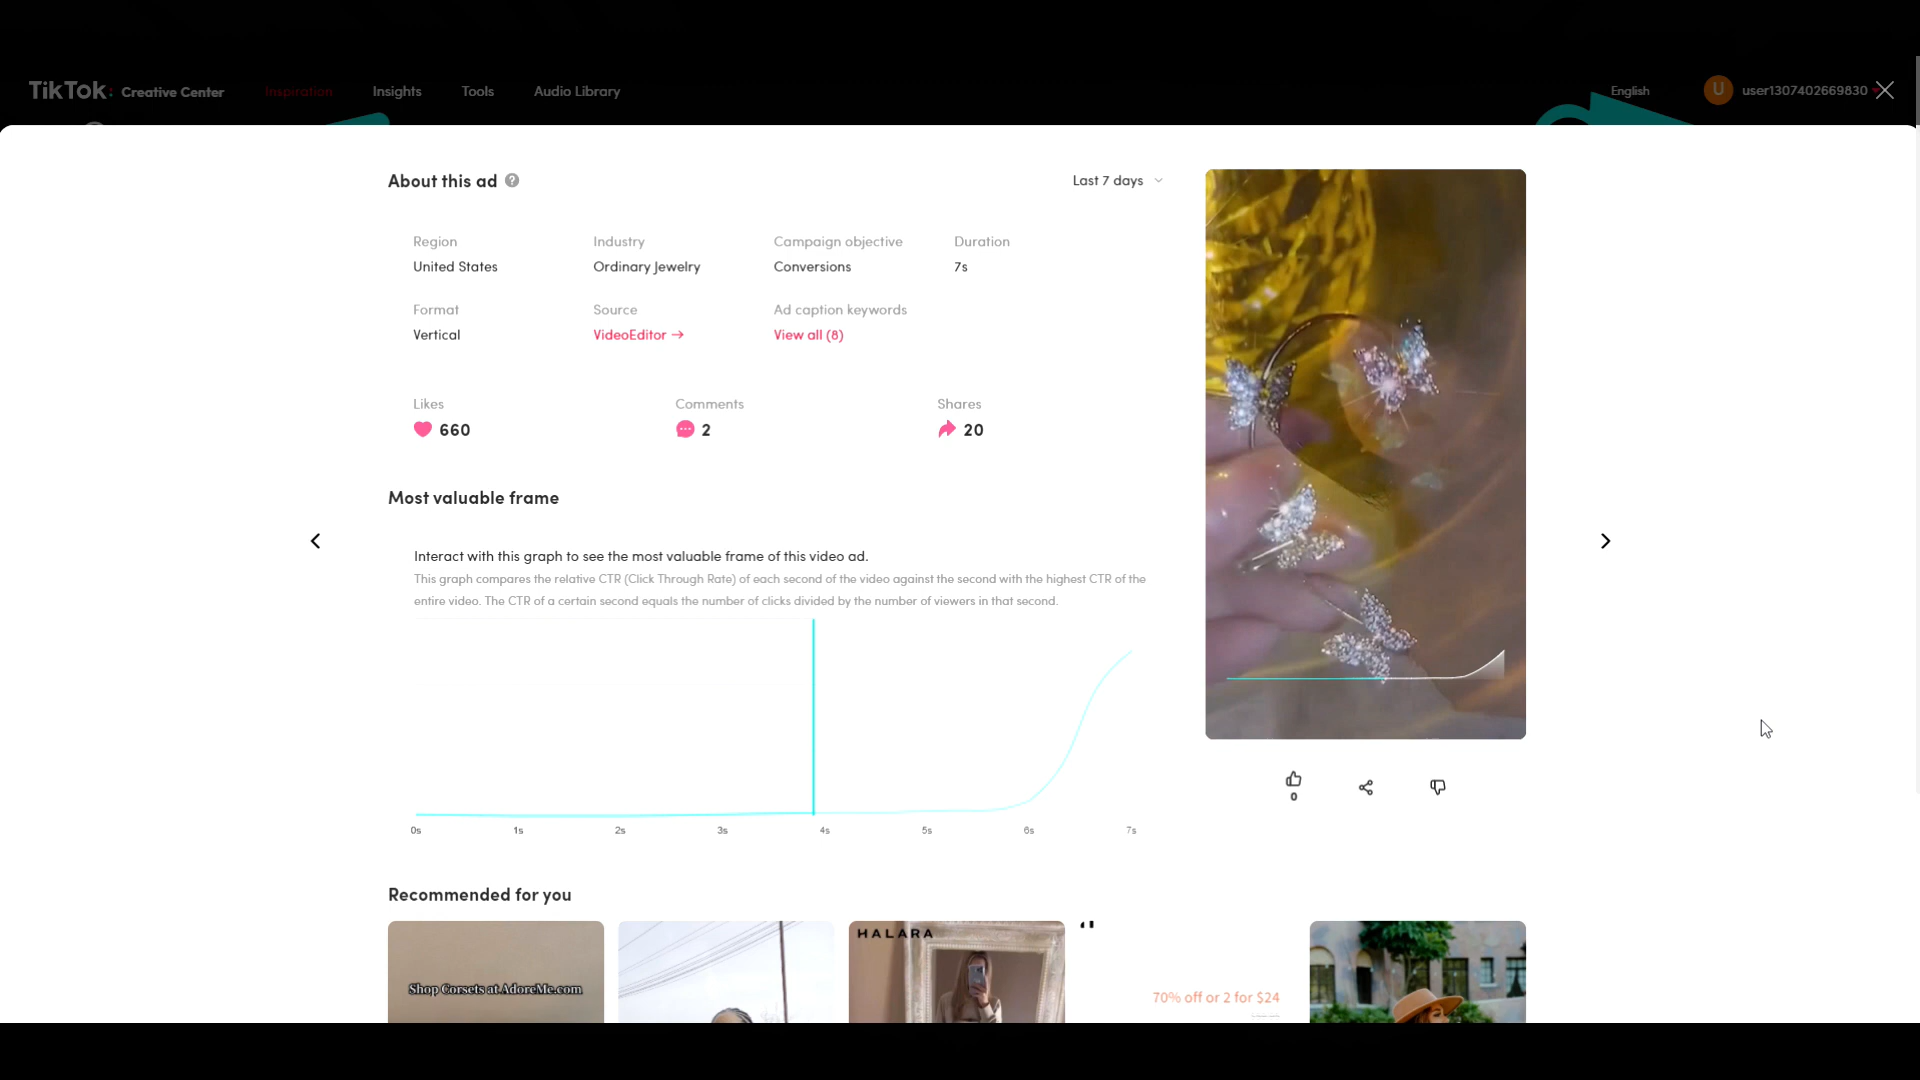 TikTok: Creative Center Inspiration Insights Tools Audio Library English U user1307402669830
About this ad ? Last 7 days
Region Industry Campaign objective Duration
United States Ordinary Jewelry Conversions 7s
Format Source Ad caption keywords
Vertical VideoEditor → View all (8)
Likes Comments Shares
660 2 20
Most valuable frame
Interact with this graph to see the most valuable frame of this video ad.
This graph compares the relative CTR (Click Through Rate) of each second of the video against the second with the highest CTR of the
entire video. The CTR of a certain second equals the number of clicks divided by the number of viewers in that second.
0
0s 1s 2s 3s 4s 5s 6s 7s
Recommended for you
HALARA
Shop Corsets at AdoreMe.com
70% off or 2 for $24